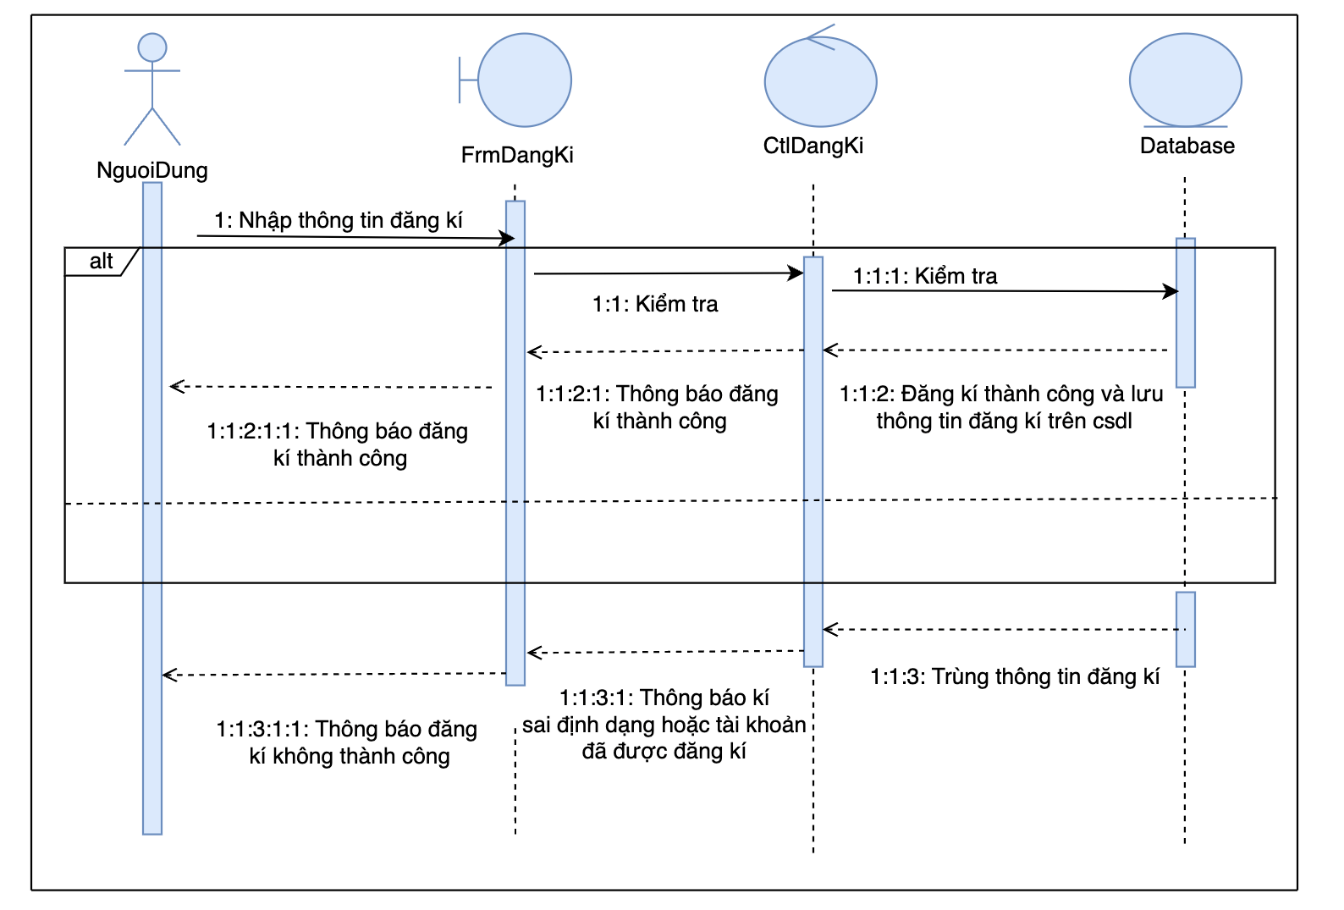 NguoiDung
FrmDangKi
CtlDangKi
Database
1: Nhập thông tin đăng kí
alt
1:1: Kiểm tra
1:1:1: Kiểm tra
1:1:2: Đăng kí thành công và lưu
thông tin đăng kí trên csdl
1:1:2:1: Thông báo đăng
kí thành công
1:1:2:1:1: Thông báo đăng
kí thành công
1:1:3: Trùng thông tin đăng kí
1:1:3:1: Thông báo kí
sai định dạng hoặc tài khoản
đã được đăng kí
1:1:3:1:1: Thông báo đăng
kí không thành công